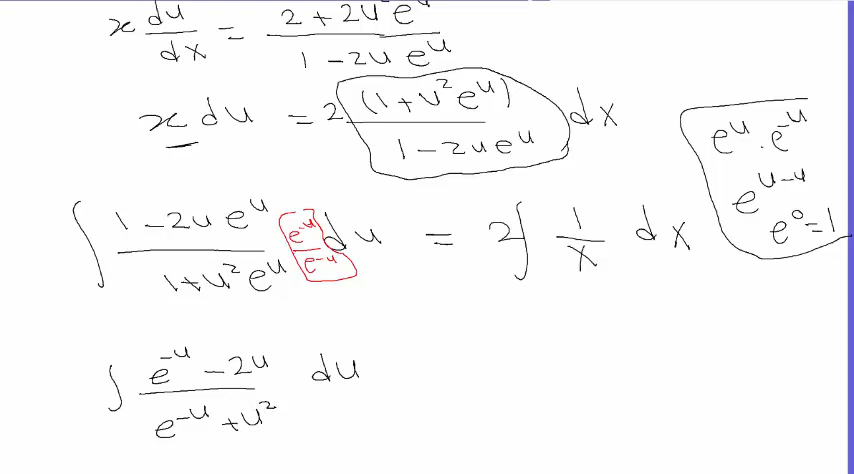 x du/dx = (2 + 2u²e^u)/(1 − 2ue^u)
x du = 2 (1 + u²e^u)/(1 − 2ue^u) dx
e^u · e^−u
e^u−u
e^0 = 1
∫ (1 − 2ue^u)/(1 + u²e^u) e^−u/e^−u du = 2∫ 1/x dx
∫ (e^−u − 2u)/(e^−u + u²) du